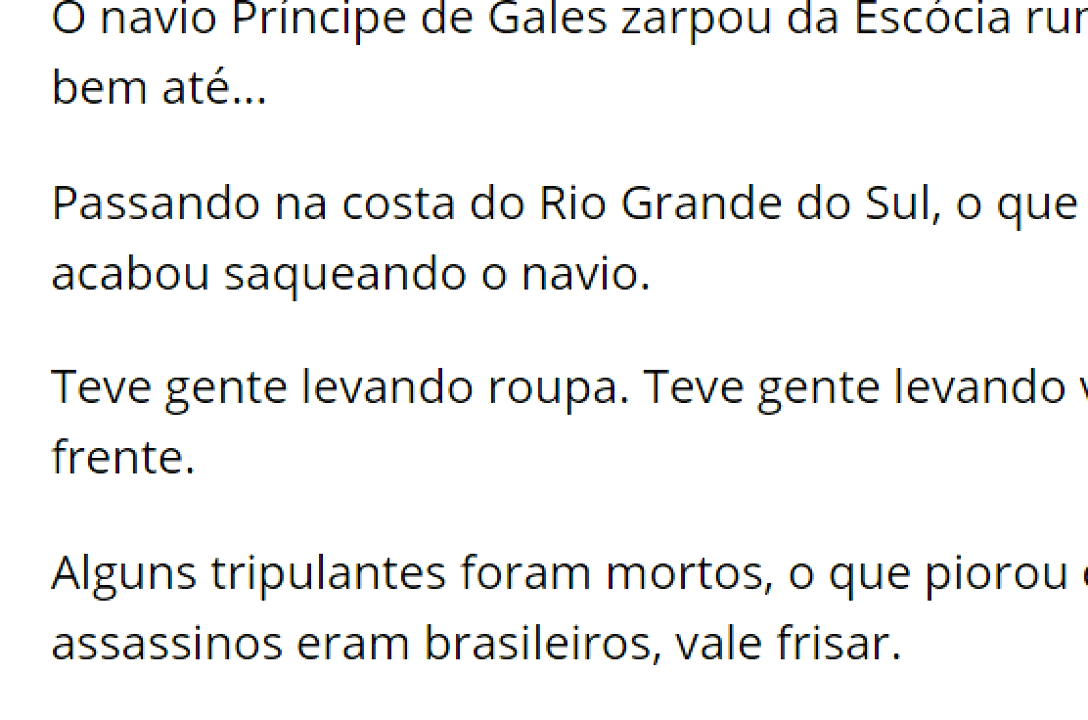 O navio Príncipe de Gales zarpou da Escócia
bem até...
Passando na costa do Rio Grande do Sul, o que
acabou saqueando o navio.
Teve gente levando roupa. Teve gente levando
frente.
Alguns tripulantes foram mortos, o que piorou
assassinos eram brasileiros, vale frisar.